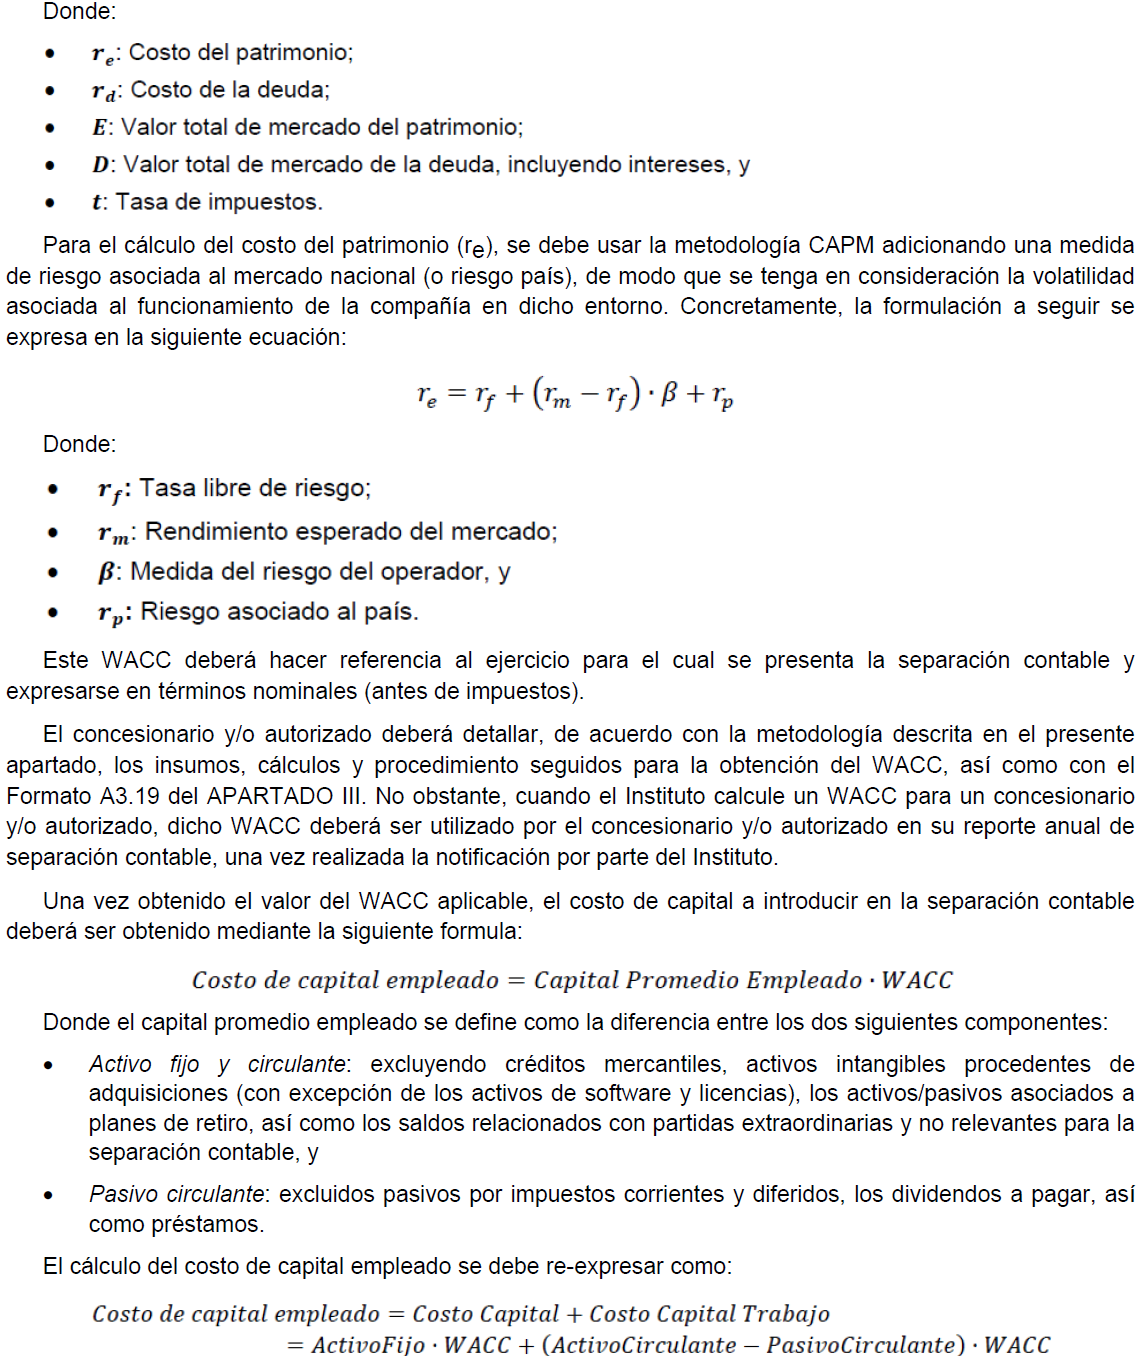 Donde:
• r_e: Costo del patrimonio;
• r_d: Costo de la deuda;
• E: Valor total de mercado del patrimonio;
• D: Valor total de mercado de la deuda, incluyendo intereses, y
• t: Tasa de impuestos.
Para el cálculo del costo del patrimonio (r_e), se debe usar la metodología CAPM adicionando una medida
de riesgo asociada al mercado nacional (o riesgo país), de modo que se tenga en consideración la volatilidad
asociada al funcionamiento de la compañía en dicho entorno. Concretamente, la formulación a seguir se
expresa en la siguiente ecuación:
r_e = r_f + (r_m − r_f) · β + r_p
Donde:
• r_f: Tasa libre de riesgo;
• r_m: Rendimiento esperado del mercado;
• β: Medida del riesgo del operador, y
• r_p: Riesgo asociado al país.
Este WACC deberá hacer referencia al ejercicio para el cual se presenta la separación contable y
expresarse en términos nominales (antes de impuestos).
El concesionario y/o autorizado deberá detallar, de acuerdo con la metodología descrita en el presente
apartado, los insumos, cálculos y procedimiento seguidos para la obtención del WACC, así como con el
Formato A3.19 del APARTADO III. No obstante, cuando el Instituto calcule un WACC para un concesionario
y/o autorizado, dicho WACC deberá ser utilizado por el concesionario y/o autorizado en su reporte anual de
separación contable, una vez realizada la notificación por parte del Instituto.
Una vez obtenido el valor del WACC aplicable, el costo de capital a introducir en la separación contable
deberá ser obtenido mediante la siguiente formula:
Costo de capital empleado = Capital Promedio Empleado · WACC
Donde el capital promedio empleado se define como la diferencia entre los dos siguientes componentes:
• Activo fijo y circulante: excluyendo créditos mercantiles, activos intangibles procedentes de
adquisiciones (con excepción de los activos de software y licencias), los activos/pasivos asociados a
planes de retiro, así como los saldos relacionados con partidas extraordinarias y no relevantes para la
separación contable, y
• Pasivo circulante: excluidos pasivos por impuestos corrientes y diferidos, los dividendos a pagar, así
como préstamos.
El cálculo del costo de capital empleado se debe re-expresar como:
Costo de capital empleado = Costo Capital + Costo Capital Trabajo
= ActivoFijo · WACC + (ActivoCirculante − PasivoCirculante) · WACC